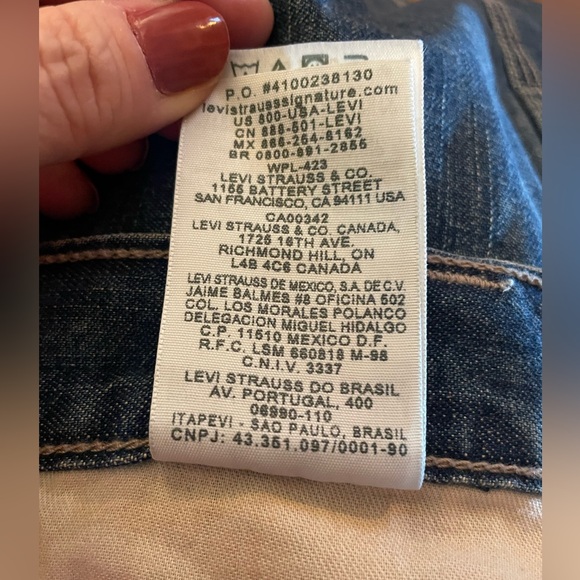 P.O. #4100238130
levistrausssignature.com
US 800-USA-LEVI
CN 888-501-LEVI
MX 866-254-8162
BR 0800-891-2855
WPL-423
LEVI STRAUSS & CO.
1155 BATTERY STREET
SAN FRANCISCO, CA 94111 USA
CA00342
LEVI STRAUSS & CO. CANADA,
1725 16TH AVE.
RICHMOND HILL, ON
L4B 4C6 CANADA
LEVI STRAUSS DE MEXICO, S.A. DE C.V.
JAIME BALMES #8 OFICINA 502
COL. LOS MORALES POLANCO
DELEGACION MIGUEL HIDALGO
C.P. 11510 MEXICO D.F.
R.F.C. LSM 660818 M-98
C.N.I.V. 3337
LEVI STRAUSS DO BRASIL
AV. PORTUGAL, 400
06690-110
ITAPEVI - SAO PAULO, BRASIL
CNPJ: 43.351.097/0001-90